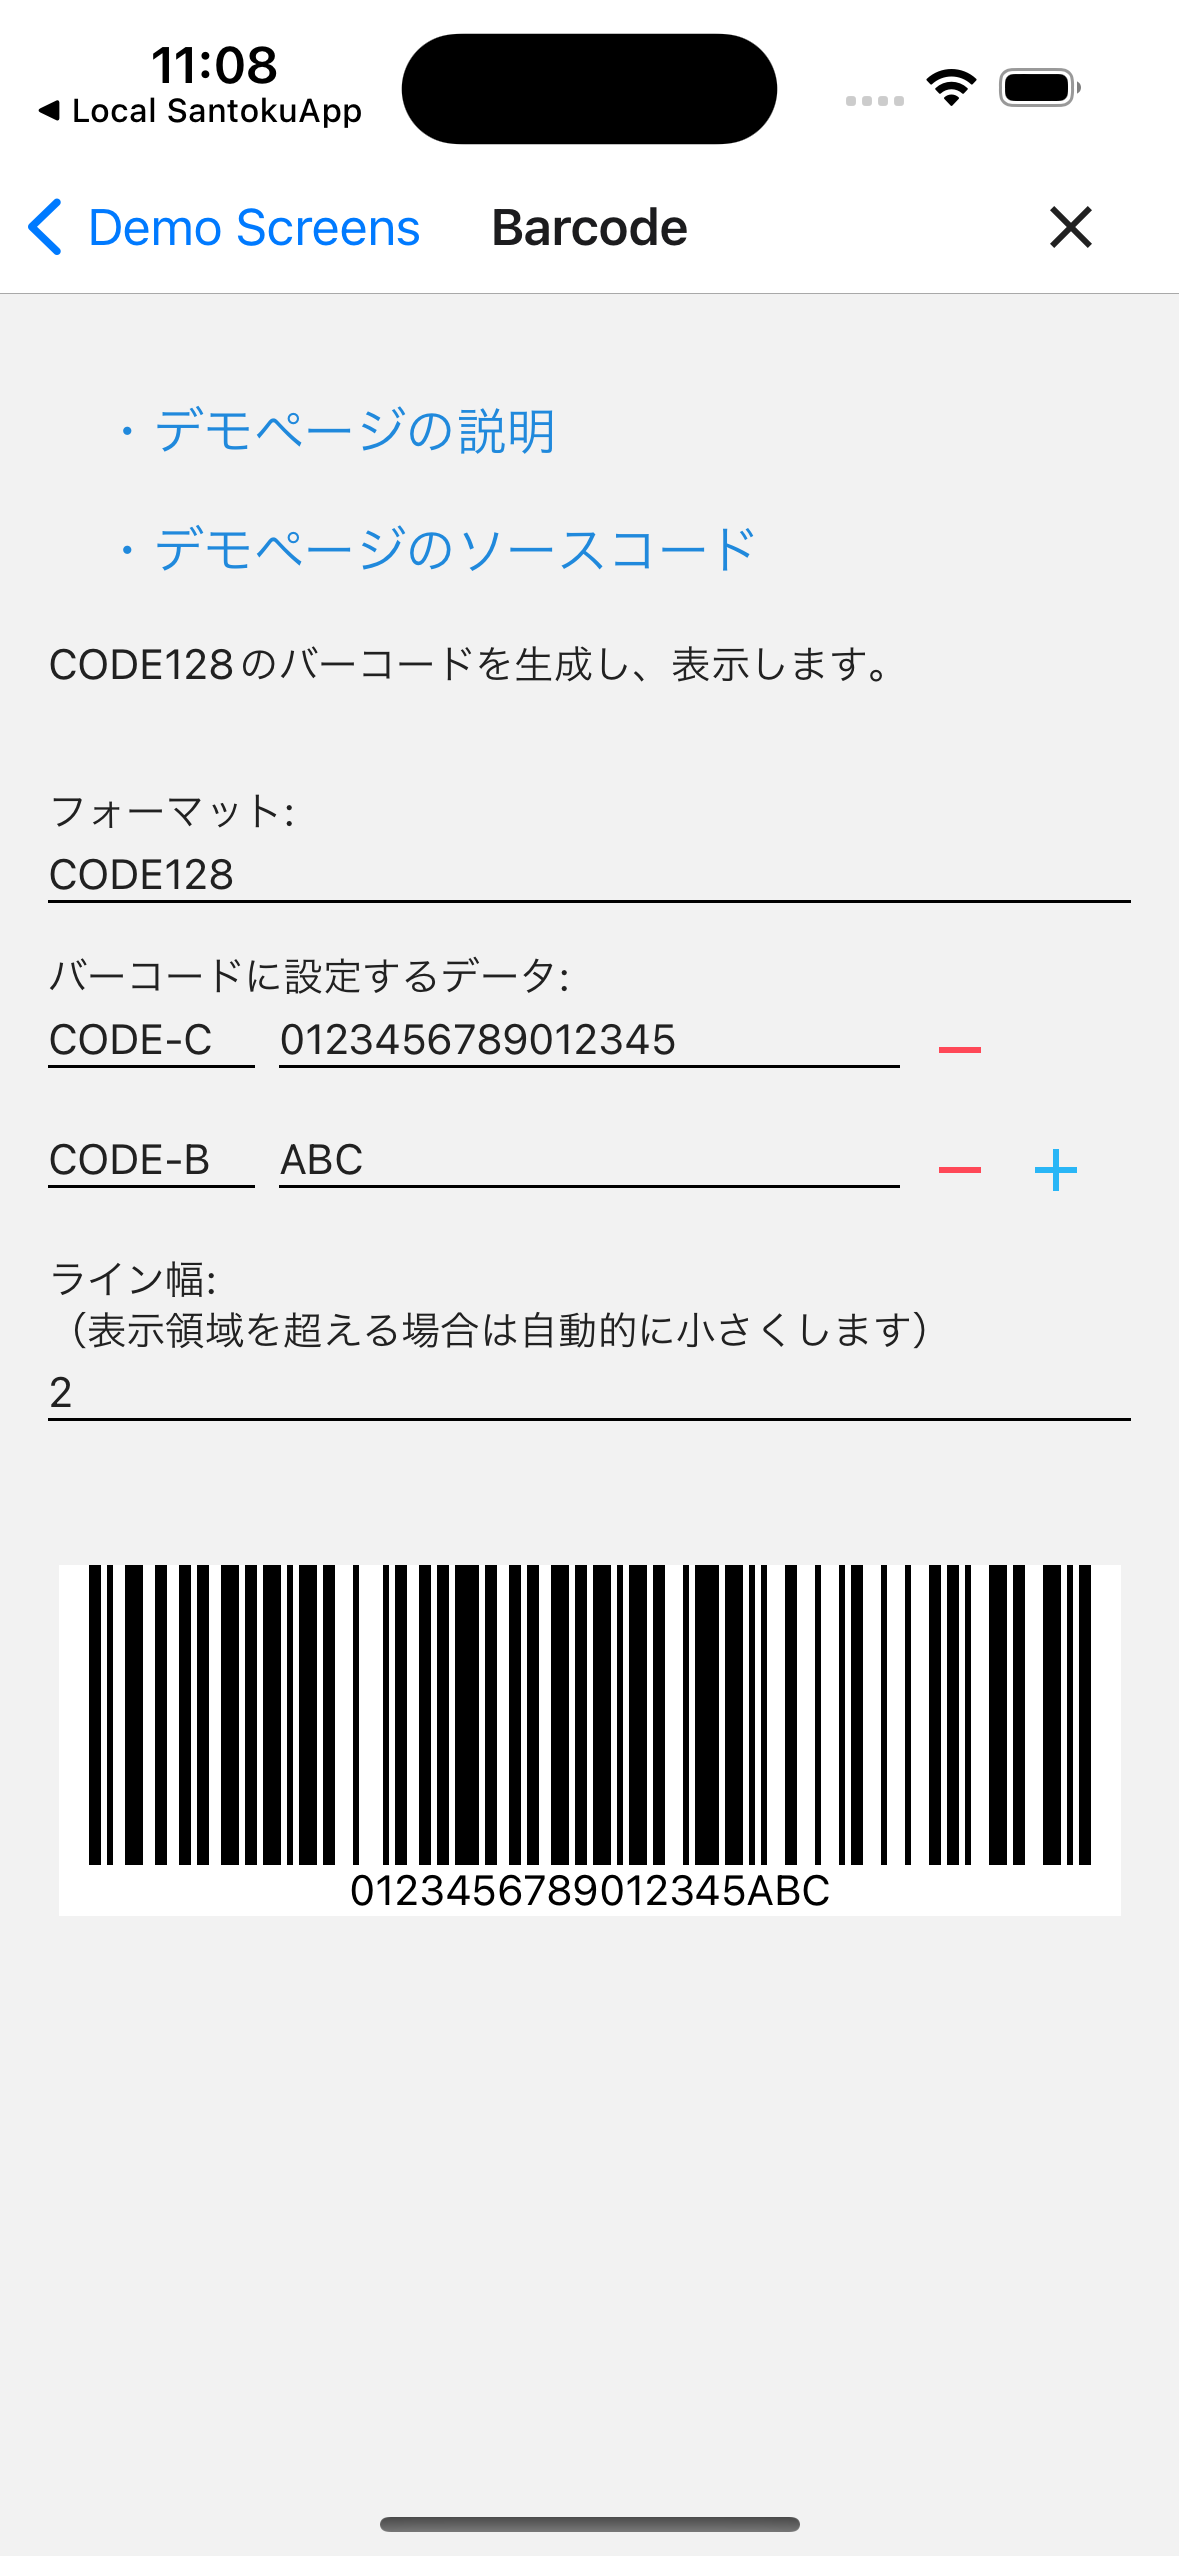 11:08
◀ Local SantokuApp
Demo Screens Barcode
・デモページの説明
・デモページのソースコード
CODE128のバーコードを生成し、表示します。
フォーマット:
CODE128
バーコードに設定するデータ:
CODE-C 0123456789012345
CODE-B ABC
ライン幅:
（表示領域を超える場合は自動的に小さくします）
2
0123456789012345ABC